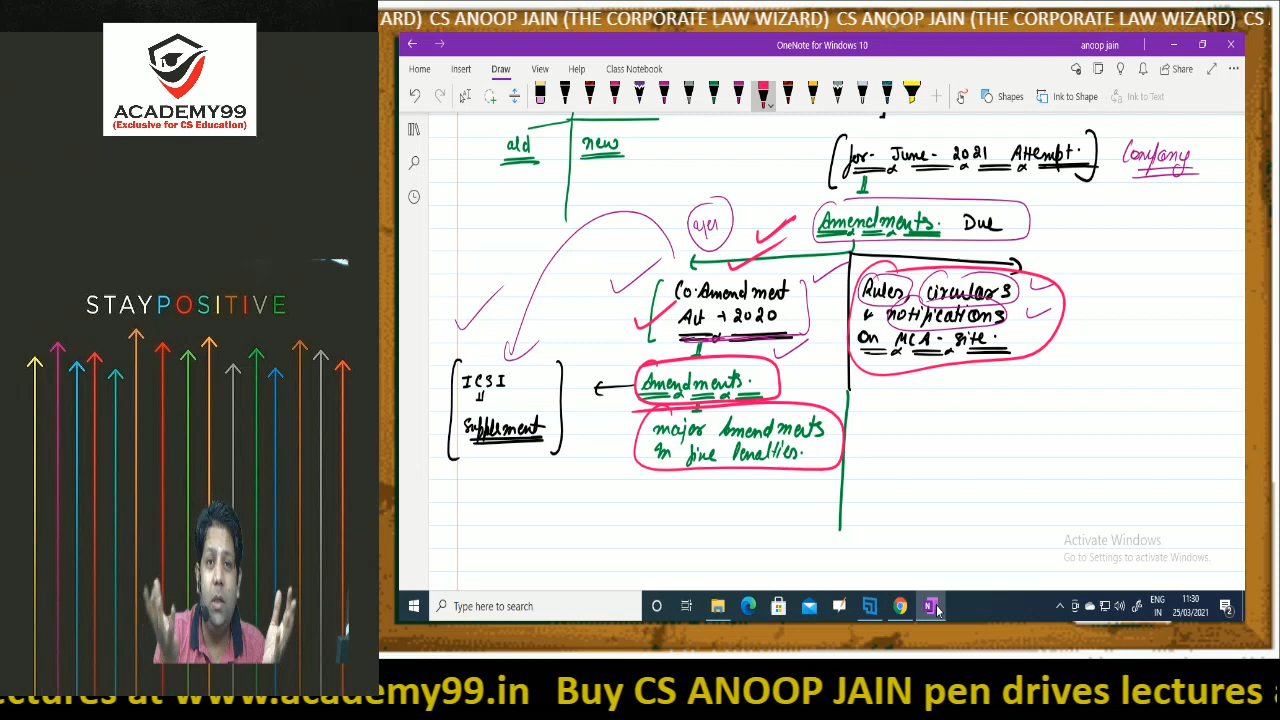 ARD) CS ANOOP JAIN (THE CORPORATE LAW WIZARD) CS ANOOP JAIN (THE CORPORATE LAW WIZARD) CS
ACADEMY99
(Exclusive for CS Education)
STAYPOSITIVE
OneNote for Windows 10
anoop jain
Home Insert Draw View Help Class Notebook
Share
Shapes Ink to Shape Ink to Text
old new
[for June - 2021 Attempt.] Company
Amendments. Due
Co. Amendment
Act → 2020
Rules circulars
& notifications
On MCA - site.
Amendments.
ICSI
Supplement
major Amendments
In fine Penalties.
Activate Windows
Go to Settings to activate Windows.
Type here to search
ENG
IN
11:30
25/03/2021
2
ectures at www.academy99.in Buy CS ANOOP JAIN pen drives lectures